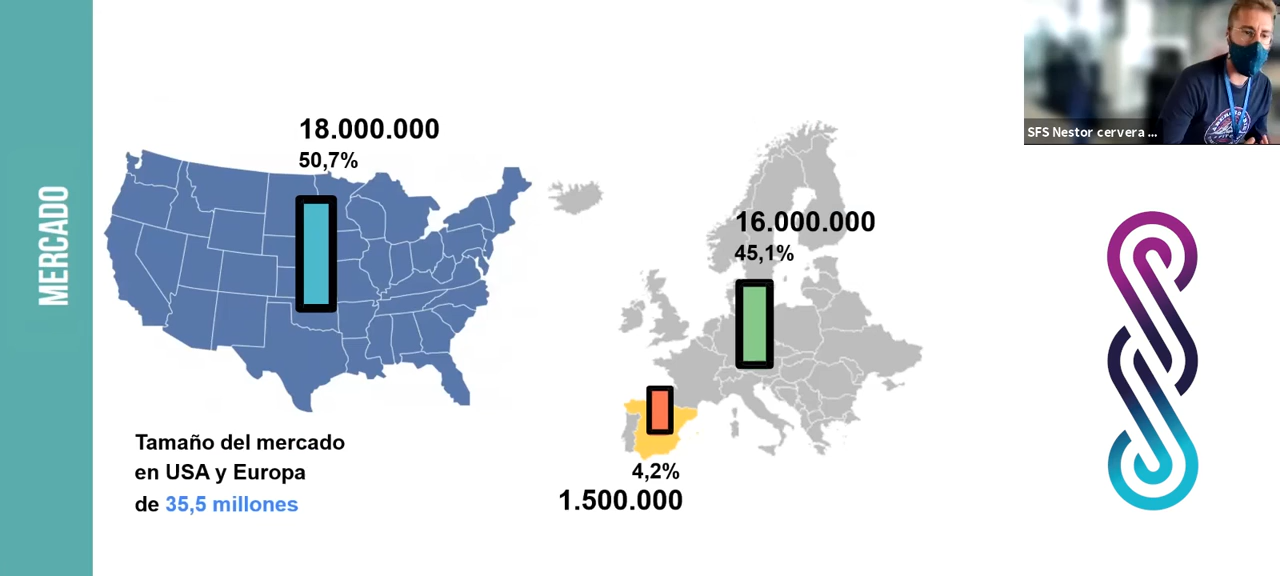 MERCADO
18.000.000
50,7%
16.000.000
45,1%
4,2%
1.500.000
Tamaño del mercado
en USA y Europa
de 35,5 millones
SFS Nestor cervera ...